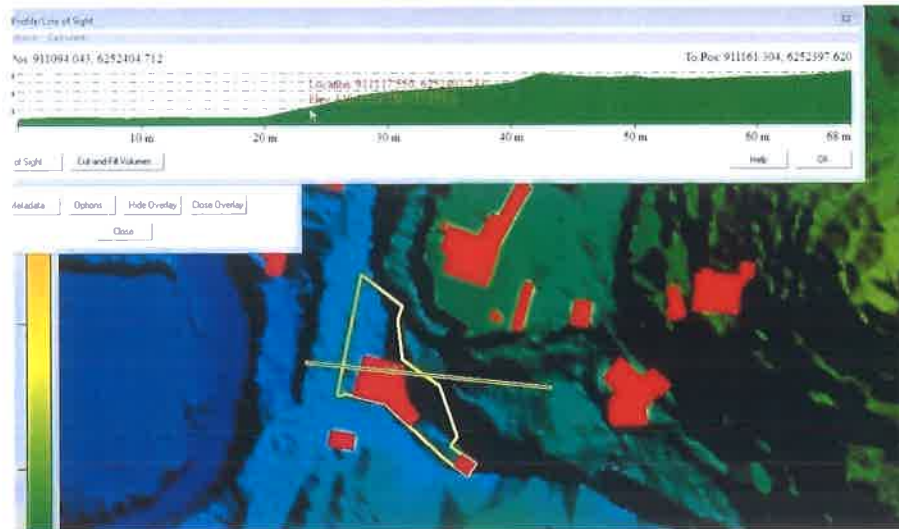 Profile/Line of Sight
Pos: 911094.043, 6252404.712
To Pos: 911161.304, 6252397.620
Location:
10 m
20 m
30 m
40 m
50 m
60 m
68 m
of Sight
Cut-and-Fill Volumes...
Help
OK
Metadata
Options
Hide Overlay
Close Overlay
Close